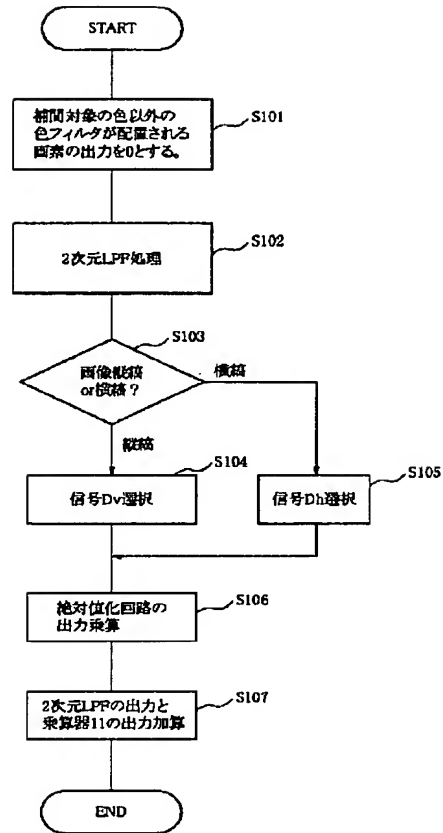 START
補間対象の色以外の
色フィルタが配置される
画素の出力を0とする。
S101
2次元LPF処理
S102
S103
画像縦縞
or横縞？
横縞
縦縞
S104
信号Dv選択
S105
信号Dh選択
絶対値化回路の
出力乗算
S106
2次元LPFの出力と
乗算器11の出力加算
S107
END